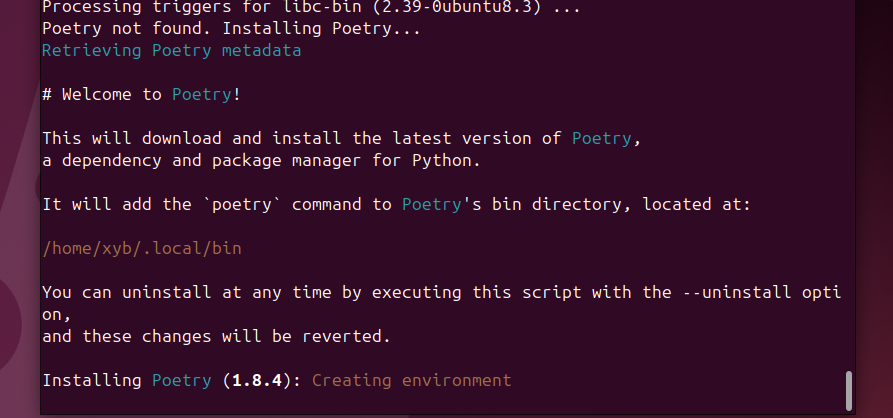 Processing triggers for libc-bin (2.39-0ubuntu8.3) ...
Poetry not found. Installing Poetry...
Retrieving Poetry metadata
# Welcome to Poetry!
This will download and install the latest version of Poetry,
a dependency and package manager for Python.
It will add the `poetry` command to Poetry's bin directory, located at:
/home/xyb/.local/bin
You can uninstall at any time by executing this script with the --uninstall opti
on,
and these changes will be reverted.
Installing Poetry (1.8.4): Creating environment